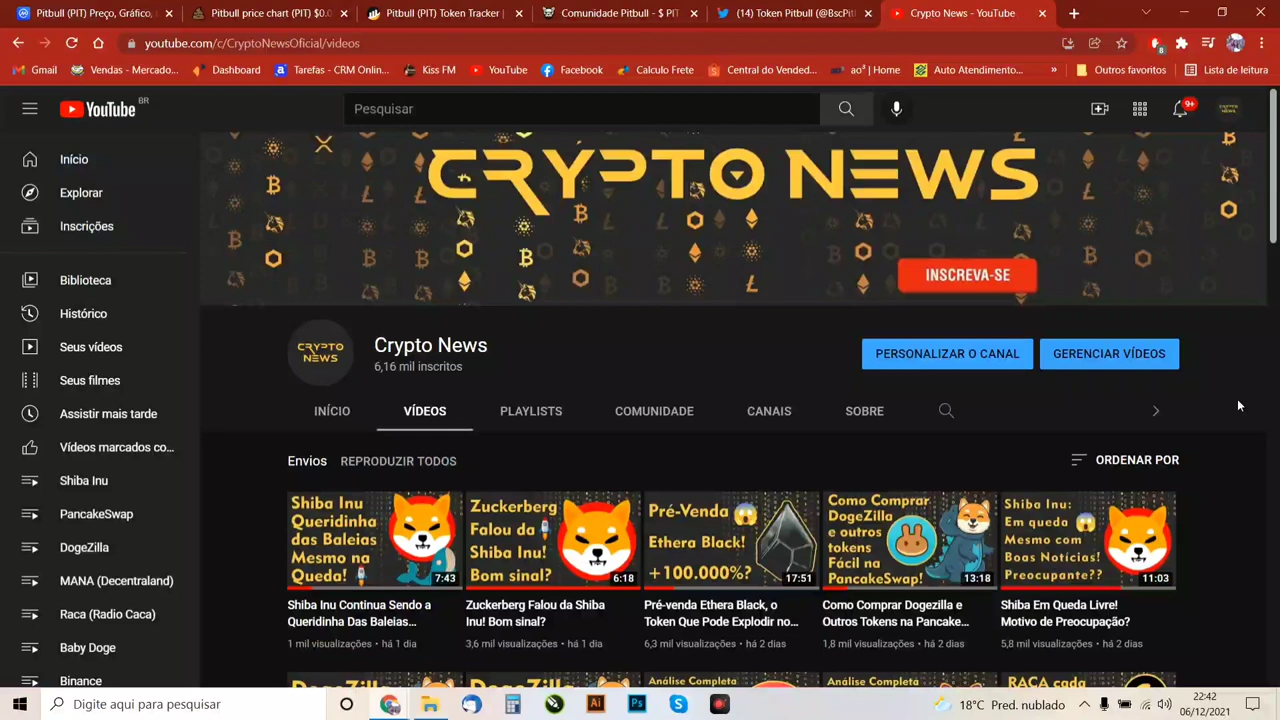 Pitbull (PIT) Preço, Gráfico,
Pitbull price chart (PIT) $0.0
Pitbull (PIT) Token Tracker |
Comunidade Pitbull - $ PIT
(14) Token Pitbull (@BscPit
Crypto News - YouTube
youtube.com/c/CryptoNewsOficial/videos
Gmail
Vendas - Mercado...
Dashboard
Tarefas - CRM Onlin...
Kiss FM
YouTube
Facebook
Calculo Frete
Central do Vended...
ao³ | Home
Auto Atendimento...
»
Outros favoritos
Lista de leitura
YouTube BR
Pesquisar
9+
CRYPTO NEWS
INSCREVA-SE
Início
Explorar
Inscrições
Biblioteca
Histórico
Seus vídeos
Seus filmes
Assistir mais tarde
Vídeos marcados co...
Shiba Inu
PancakeSwap
DogeZilla
MANA (Decentraland)
Raca (Radio Caca)
Baby Doge
Binance
CRYPTO
NEWS
Crypto News
6,16 mil inscritos
PERSONALIZAR O CANAL
GERENCIAR VÍDEOS
INÍCIO
VÍDEOS
PLAYLISTS
COMUNIDADE
CANAIS
SOBRE
Envios
REPRODUZIR TODOS
ORDENAR POR
Shiba Inu
Queridinha
das Baleias
Mesmo na
Queda!
7:43
Zuckerberg
Falou da
Shiba Inu!
Bom sinal?
6:18
Pré-Venda
Ethera Black!
+100.000%?
17:51
Como Comprar
DogeZilla
e outros
tokens
Fácil na
PancakeSwap!
13:18
Shiba Inu:
Em queda
Mesmo com
Boas Notícias!
Preocupante??
11:03
Shiba Inu Continua Sendo a
Queridinha Das Baleias...
1 mil visualizações • há 1 dia
Zuckerberg Falou da Shiba
Inu! Bom sinal?
3,6 mil visualizações • há 1 dia
Pré-venda Ethera Black, o
Token Que Pode Explodir no...
6,3 mil visualizações • há 2 dias
Como Comprar Dogezilla e
Outros Tokens na Pancake...
1,8 mil visualizações • há 2 dias
Shiba Em Queda Livre!
Motivo de Preocupação?
5,8 mil visualizações • há 2 dias
DogeZilla
DogeZilla
Análise Completa
Análise Completa
RACA cada
Digite aqui para pesquisar
Ai
Ps
18°C Pred. nublado
22:42
06/12/2021